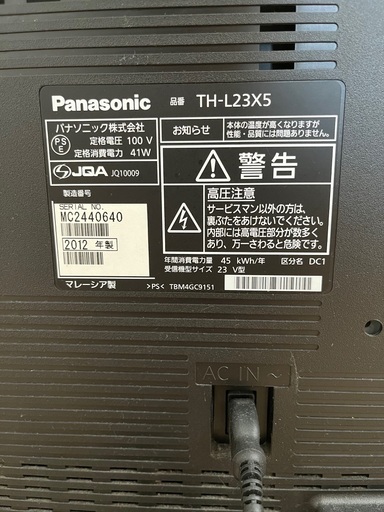 Panasonic 品番 TH-L23X5
パナソニック株式会社
定格電圧 100 V
定格消費電力 41W
PSE
JQA JQ10009
製造番号
SERIAL NO.
MC2440640
2012 年製
マレーシア製
お知らせ 本体の温度が高くなりますが
性能・品質には問題ありません。
警告
高圧注意
サービスマン以外の方は、
裏ぶたをあけないでください。
内部には高電圧部分が数多く
あり、万一さわると危険です。
年間消費電力量 45 kWh/年 区分名 DC1
受信機型サイズ 23 V型
>PS< TBM4GC9151
AC IN ~